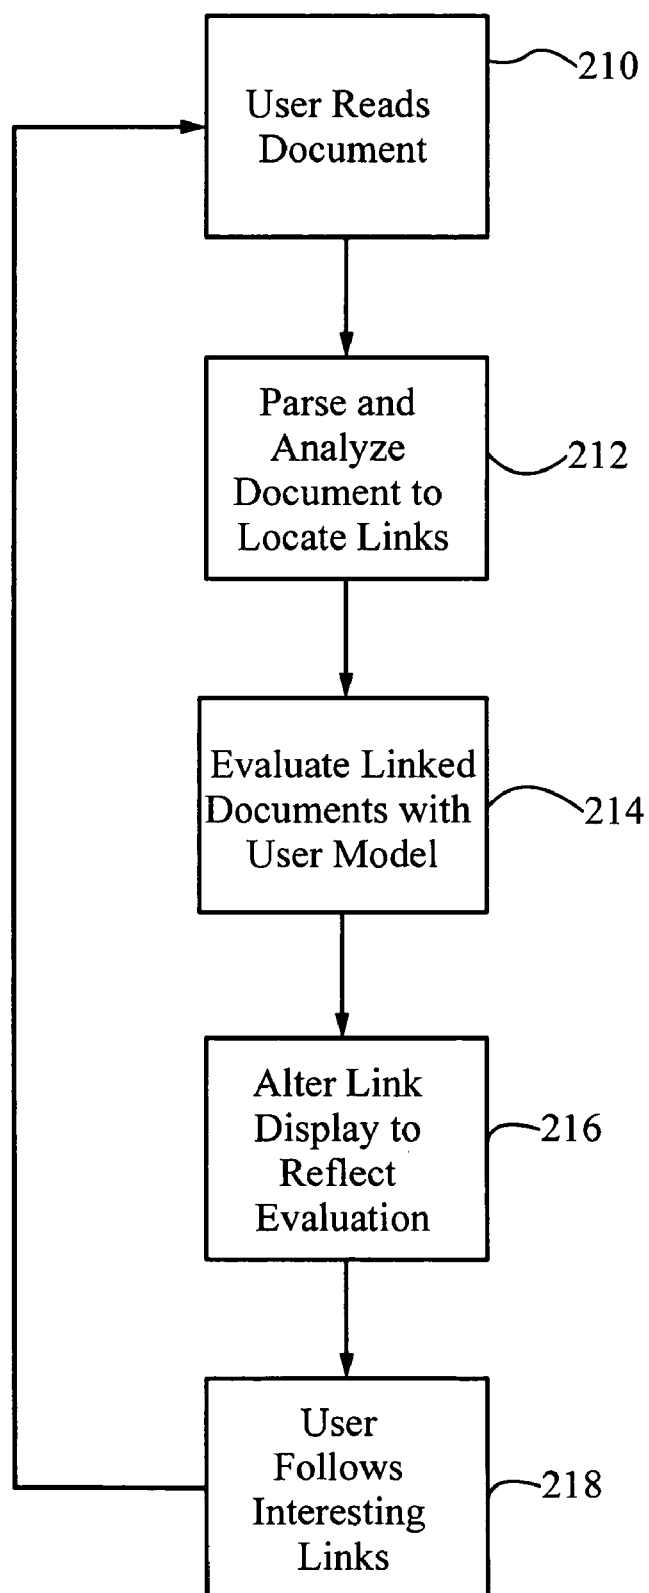 User Reads
Document
210
Parse and
Analyze
Document to
Locate Links
212
Evaluate Linked
Documents with
User Model
214
Alter Link
Display to
Reflect
Evaluation
216
User
Follows
Interesting
Links
218